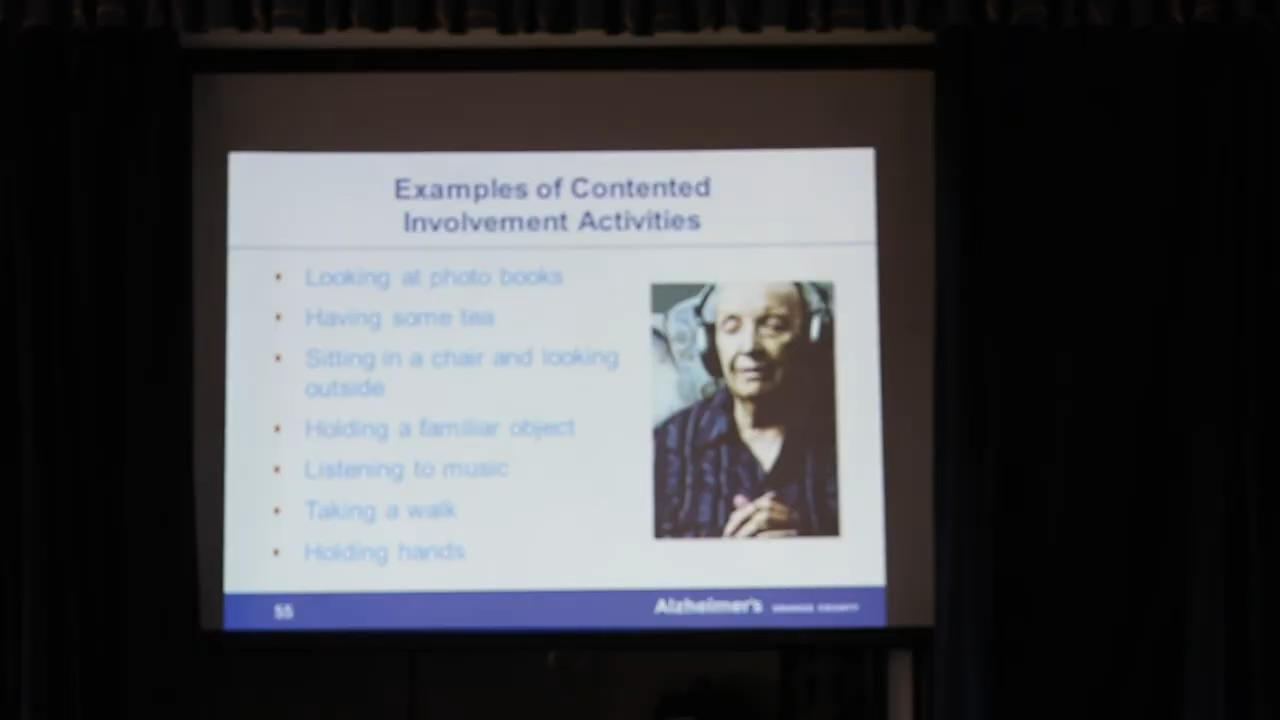 Examples of Contented
Involvement Activities
• Looking at photo books
• Having some tea
• Sitting in a chair and looking
outside
• Holding a familiar object
• Listening to music
• Taking a walk
• Holding hands
55
Alzheimer's